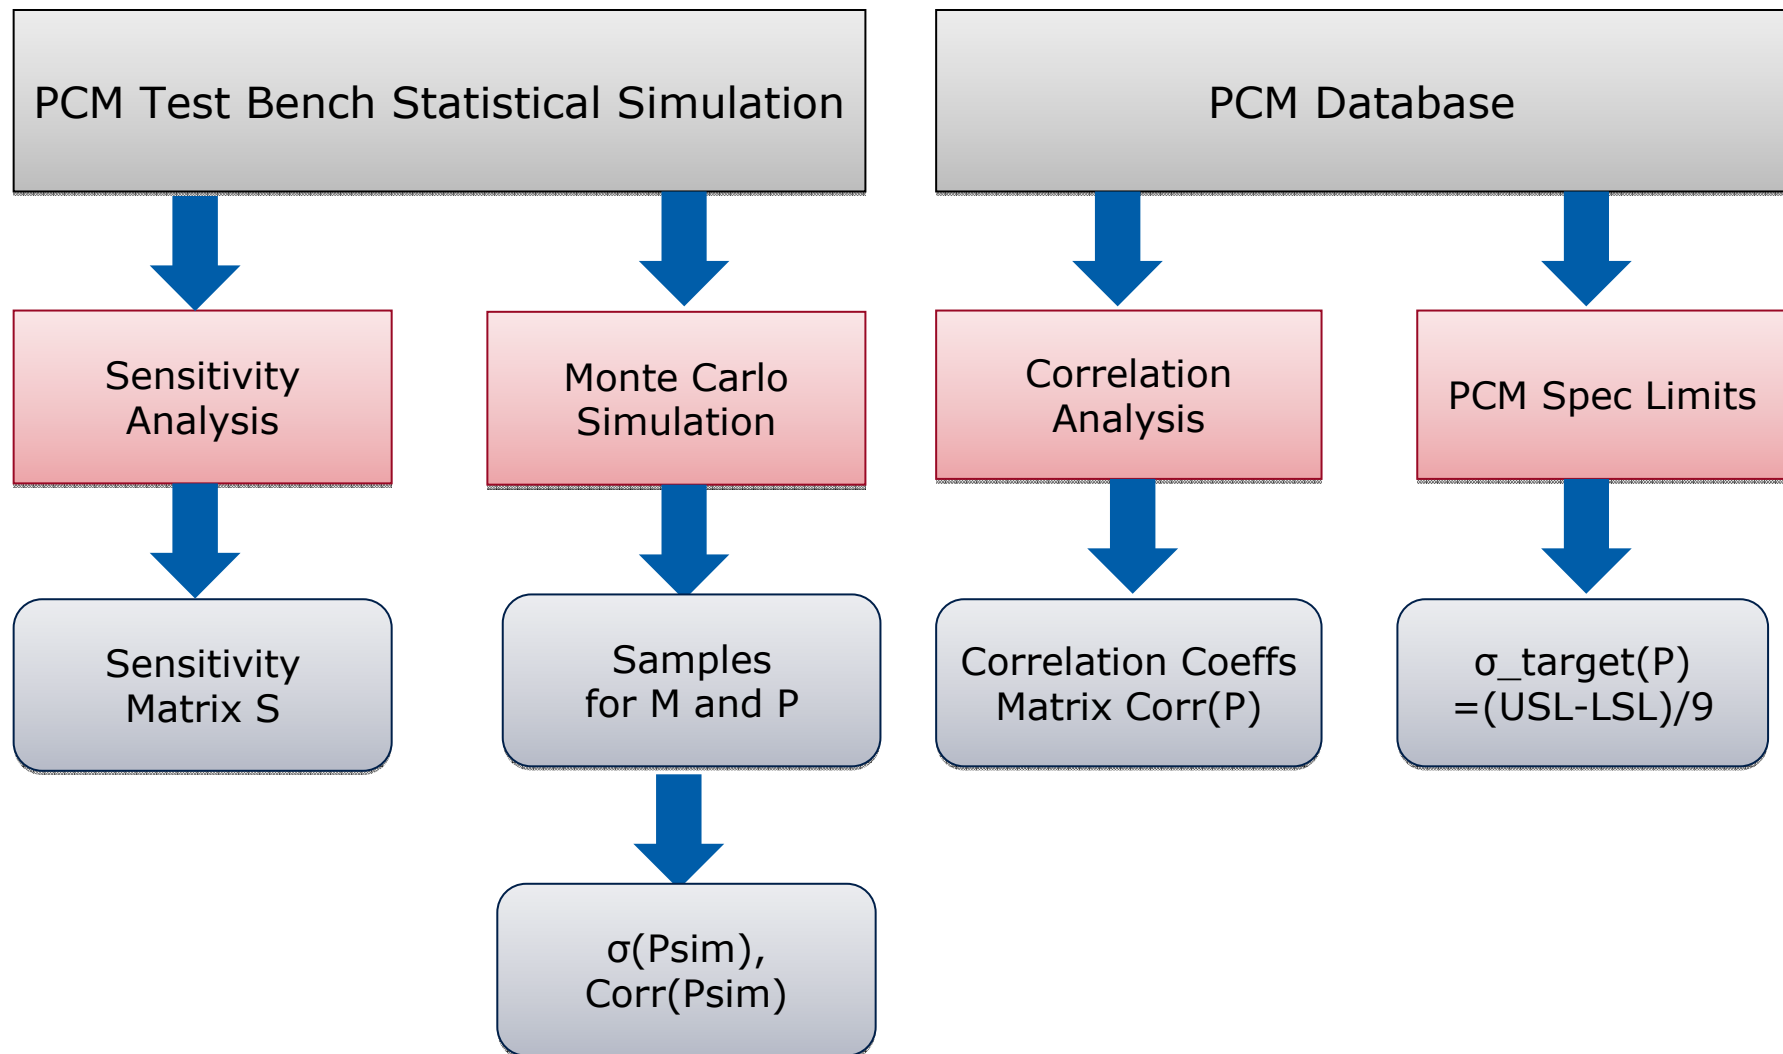 PCM Test Bench Statistical Simulation
PCM Database
Sensitivity
Analysis
Monte Carlo
Simulation
Correlation
Analysis
PCM Spec Limits
Sensitivity
Matrix S
Samples
for M and P
Correlation Coeffs
Matrix Corr(P)
σ_target(P)
=(USL-LSL)/9
σ(Psim),
Corr(Psim)